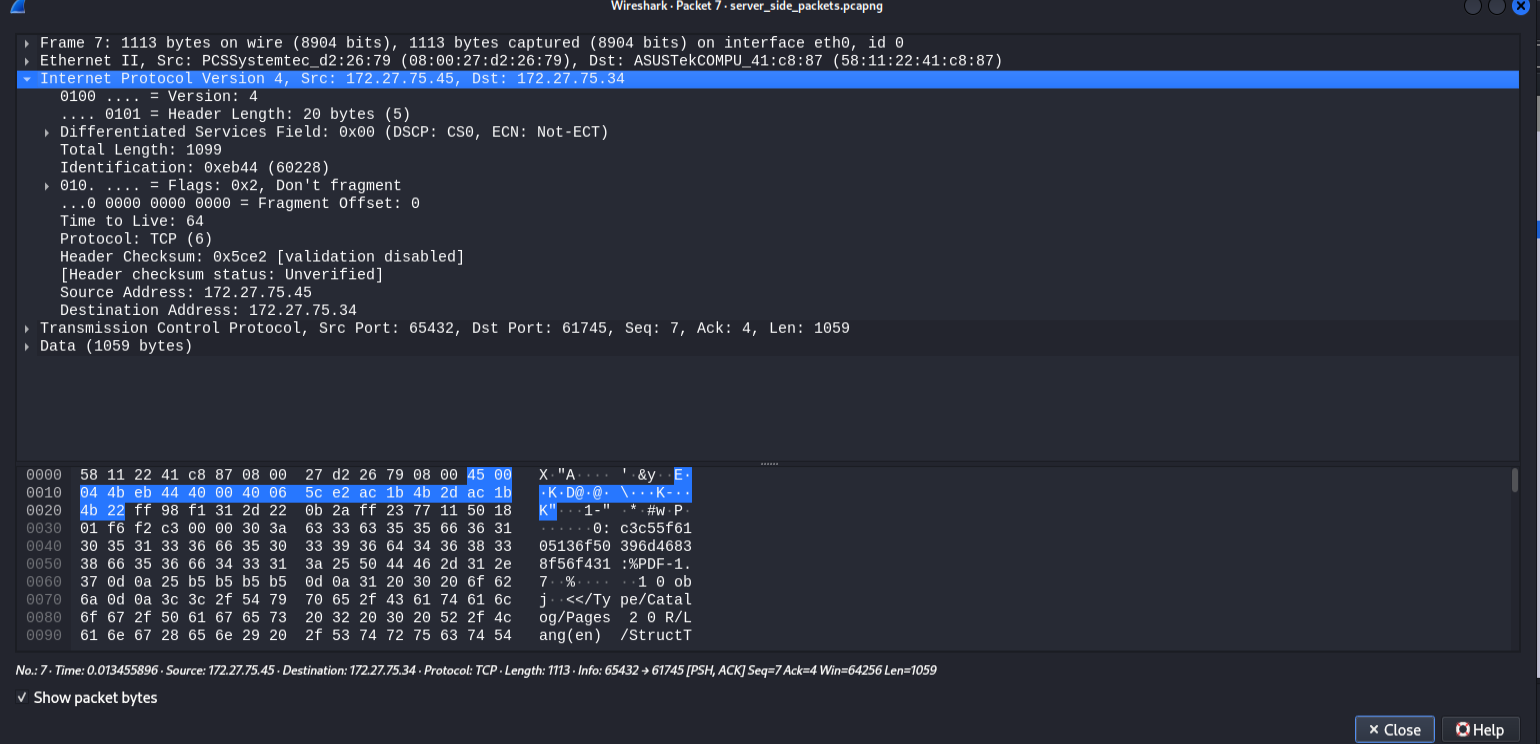 Wireshark · Packet 7 · server_side_packets.pcapng
Frame 7: 1113 bytes on wire (8904 bits), 1113 bytes captured (8904 bits) on interface eth0, id 0
Ethernet II, Src: PCSSystemtec_d2:26:79 (08:00:27:d2:26:79), Dst: ASUSTekCOMPU_41:c8:87 (58:11:22:41:c8:87)
Internet Protocol Version 4, Src: 172.27.75.45, Dst: 172.27.75.34
0100 .... = Version: 4
.... 0101 = Header Length: 20 bytes (5)
Differentiated Services Field: 0x00 (DSCP: CS0, ECN: Not-ECT)
Total Length: 1099
Identification: 0xeb44 (60228)
010. .... = Flags: 0x2, Don't fragment
...0 0000 0000 0000 = Fragment Offset: 0
Time to Live: 64
Protocol: TCP (6)
Header Checksum: 0x5ce2 [validation disabled]
[Header checksum status: Unverified]
Source Address: 172.27.75.45
Destination Address: 172.27.75.34
Transmission Control Protocol, Src Port: 65432, Dst Port: 61745, Seq: 7, Ack: 4, Len: 1059
Data (1059 bytes)
0000 58 11 22 41 c8 87 08 00 27 d2 26 79 08 00 45 00 X·"A···· '·&y··E·
0010 04 4b eb 44 40 00 40 06 5c e2 ac 1b 4b 2d ac 1b ·K·D@·@· \···K-··
0020 4b 22 ff 98 f1 31 2d 22 0b 2a ff 23 77 11 50 18 K"···1-" ·*·#w·P·
0030 01 f6 f2 c3 00 00 30 3a 63 33 63 35 35 66 36 31 ······0: c3c55f61
0040 30 35 31 33 36 66 35 30 33 39 36 64 34 36 38 33 05136f50 396d4683
0050 38 66 35 36 66 34 33 31 3a 25 50 44 46 2d 31 2e 8f56f431 :%PDF-1.
0060 37 0d 0a 25 b5 b5 b5 b5 0d 0a 31 20 30 20 6f 62 7··%···· ··1 0 ob
0070 6a 0d 0a 3c 3c 2f 54 79 70 65 2f 43 61 74 61 6c j··<</Ty pe/Catal
0080 6f 67 2f 50 61 67 65 73 20 32 20 30 20 52 2f 4c og/Pages 2 0 R/L
0090 61 6e 67 28 65 6e 29 20 2f 53 74 72 75 63 74 54 ang(en) /StructT
No.: 7 · Time: 0.013455896 · Source: 172.27.75.45 · Destination: 172.27.75.34 · Protocol: TCP · Length: 1113 · Info: 65432 → 61745 [PSH, ACK] Seq=7 Ack=4 Win=64256 Len=1059
Show packet bytes
Close
Help